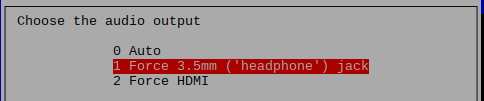 Choose the audio output
0 Auto
1 Force 3.5mm ('headphone') jack
2 Force HDMI